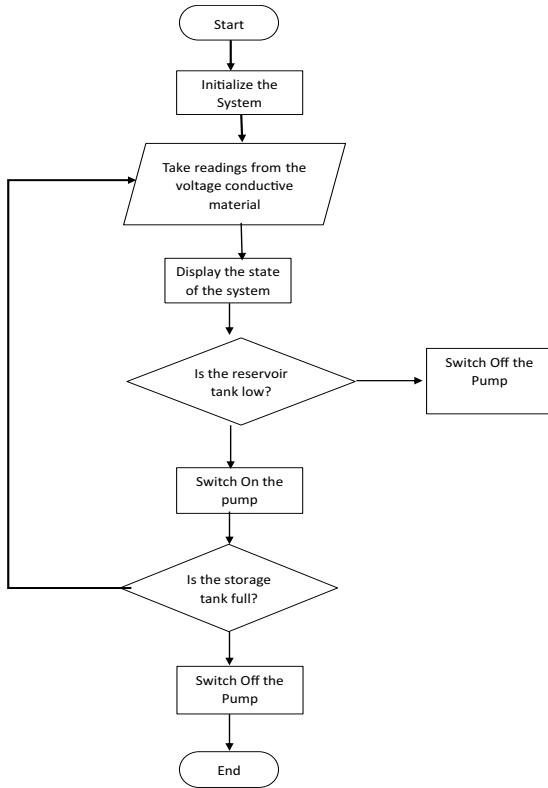 Start
Initialize the
System
Take readings from the
voltage conductive
material
Display the state
of the system
Is the reservoir
tank low?
Switch Off the
Pump
Switch On the
pump
Is the storage
tank full?
Switch Off the
Pump
End